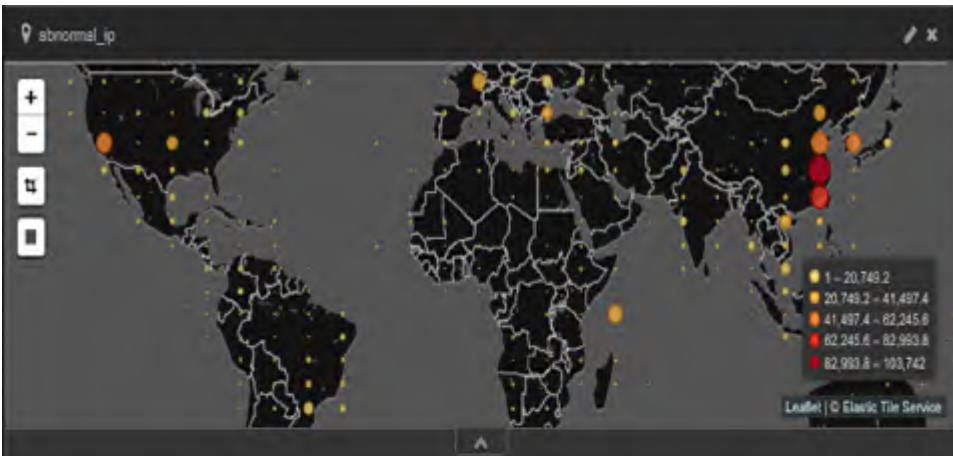 abnormal_ip
+
−
1 – 20,749.2
20,749.2 – 41,497.4
41,497.4 – 62,245.6
62,245.6 – 82,993.8
82,993.8 – 103,742
Leaflet | © Elastic Tile Service